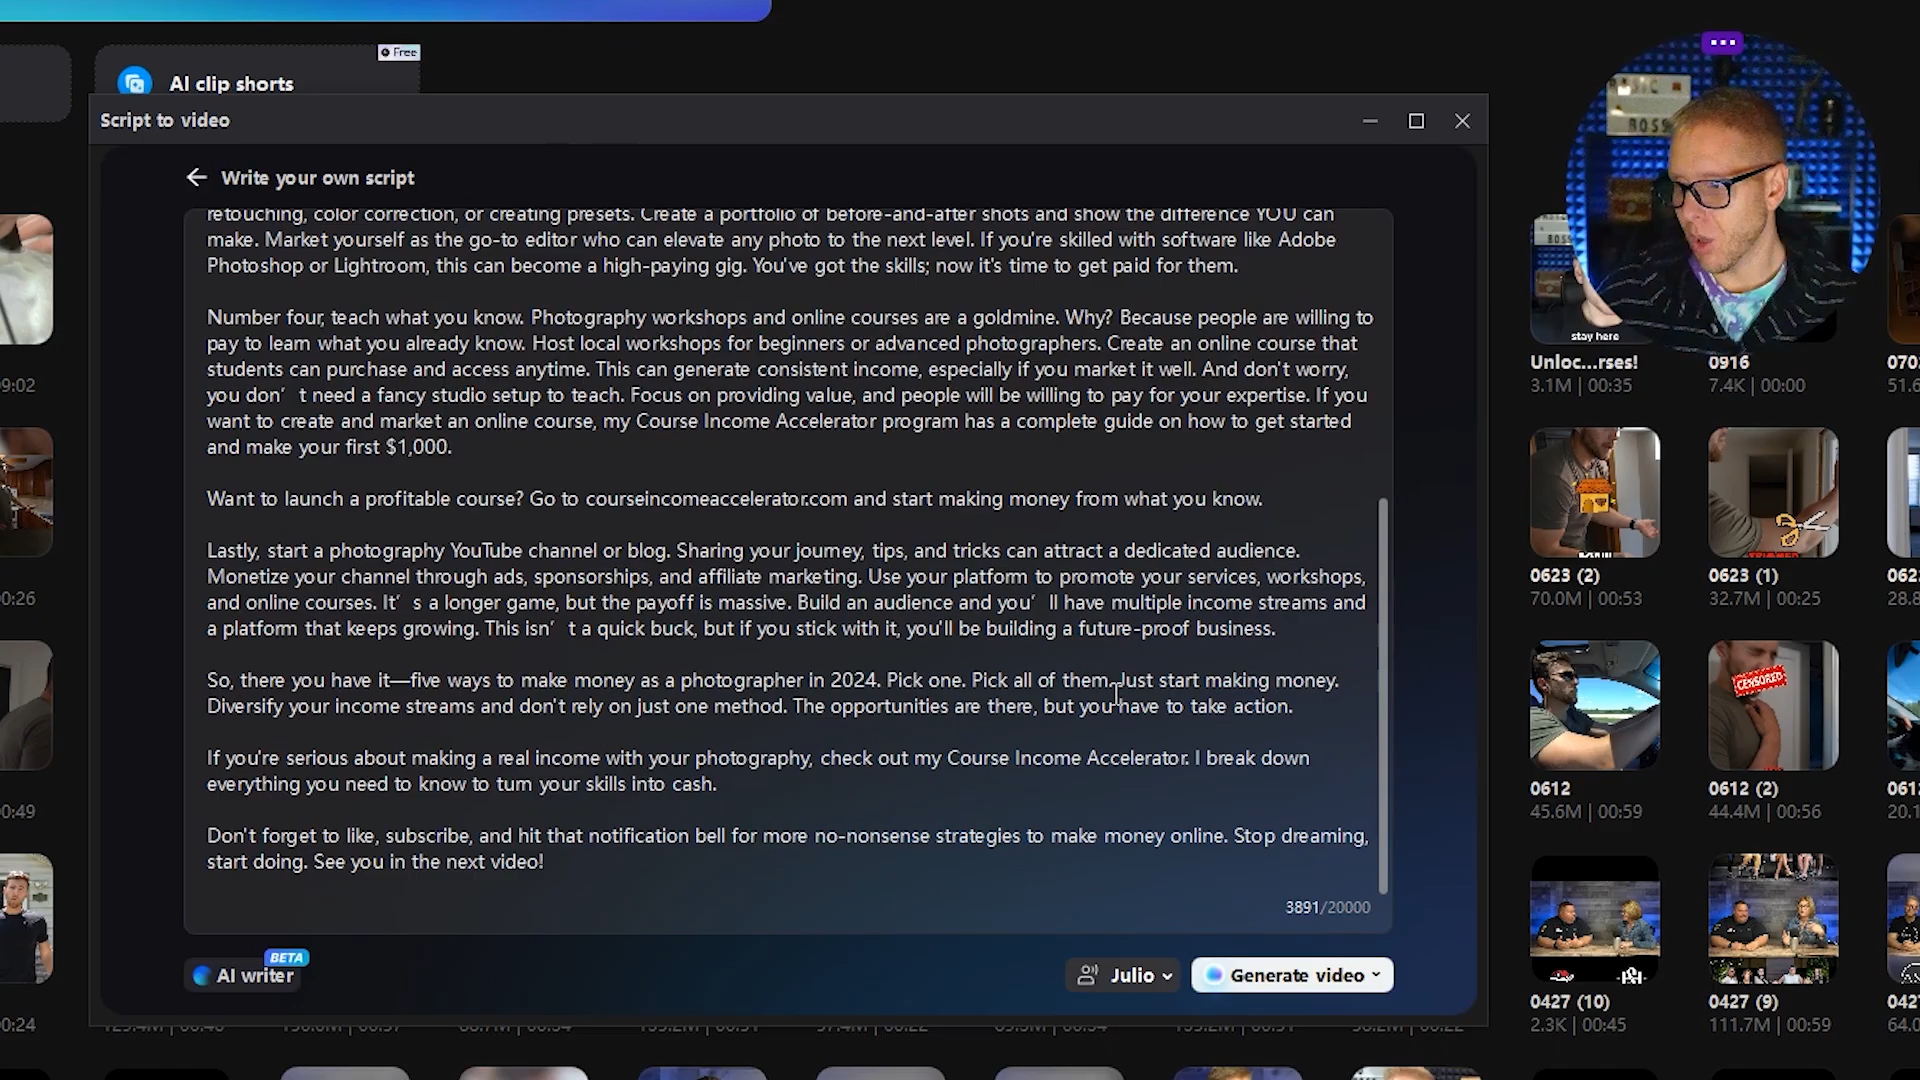 Free
AI clip shorts
Script to video
Write your own script
retouching, color correction, or creating presets. Create a portfolio of before-and-after shots and show the difference YOU can
make. Market yourself as the go-to editor who can elevate any photo to the next level. If you're skilled with software like Adobe
Photoshop or Lightroom, this can become a high-paying gig. You've got the skills; now it's time to get paid for them.
Number four, teach what you know. Photography workshops and online courses are a goldmine. Why? Because people are willing to
pay to learn what you already know. Host local workshops for beginners or advanced photographers. Create an online course that
students can purchase and access anytime. This can generate consistent income, especially if you market it well. And don't worry,
you don’t need a fancy studio setup to teach. Focus on providing value, and people will be willing to pay for your expertise. If you
want to create and market an online course, my Course Income Accelerator program has a complete guide on how to get started
and make your first $1,000.
Want to launch a profitable course? Go to courseincomeaccelerator.com and start making money from what you know.
Lastly, start a photography YouTube channel or blog. Sharing your journey, tips, and tricks can attract a dedicated audience.
Monetize your channel through ads, sponsorships, and affiliate marketing. Use your platform to promote your services, workshops,
and online courses. It’s a longer game, but the payoff is massive. Build an audience and you’ll have multiple income streams and
a platform that keeps growing. This isn’t a quick buck, but if you stick with it, you'll be building a future-proof business.
So, there you have it—five ways to make money as a photographer in 2024. Pick one. Pick all of them. Just start making money.
Diversify your income streams and don't rely on just one method. The opportunities are there, but you have to take action.
If you're serious about making a real income with your photography, check out my Course Income Accelerator. I break down
everything you need to know to turn your skills into cash.
Don't forget to like, subscribe, and hit that notification bell for more no-nonsense strategies to make money online. Stop dreaming,
start doing. See you in the next video!
3891/20000
BETA
AI writer
Julio
Generate video
BOSS
stay here
Unloc...rses!
3.1M | 00:35
0916
7.4K | 00:00
0623 (2)
70.0M | 00:53
0623 (1)
32.7M | 00:25
CENSORED
0612
45.6M | 00:59
0612 (2)
44.4M | 00:56
0427 (10)
2.3K | 00:45
0427 (9)
111.7M | 00:59